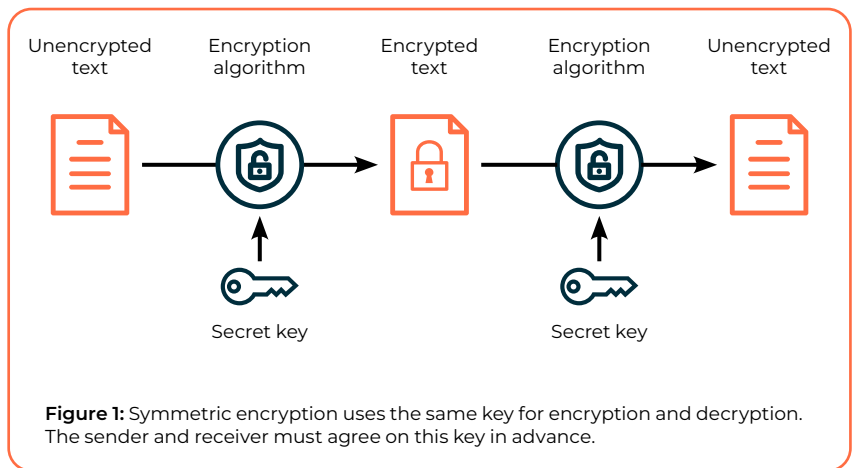 Unencrypted
text
Encryption
algorithm
Encrypted
text
Encryption
algorithm
Unencrypted
text
Secret key
Secret key
Figure 1: Symmetric encryption uses the same key for encryption and decryption.
The sender and receiver must agree on this key in advance.